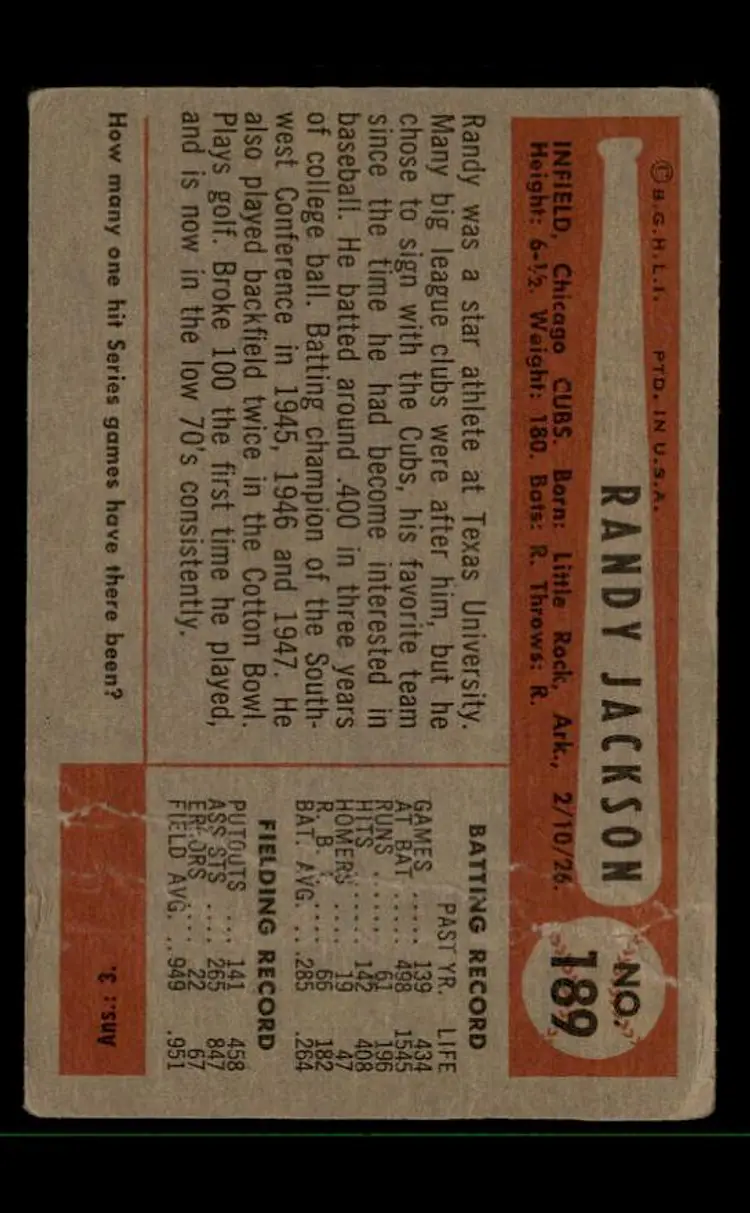 © B.G.H.L.I. PTD. IN U.S.A.
RANDY JACKSON
NO.
189
INFIELD, Chicago CUBS. Born: Little Rock, Ark., 2/10/26.
Height: 6-½. Weight: 180. Bats: R. Throws: R.
Randy was a star athlete at Texas University.
Many big league clubs were after him, but he
chose to sign with the Cubs, his favorite team
since the time he had become interested in
baseball. He batted around .400 in three years
of college ball. Batting champion of the South-
west Conference in 1945, 1946 and 1947. He
also played backfield twice in the Cotton Bowl.
Plays golf. Broke 100 the first time he played,
and is now in the low 70's consistently.
BATTING RECORD
PAST YR. LIFE
GAMES ..... 139 434
AT BAT ..... 498 1545
RUNS ....... 61 196
HITS ....... 142 408
HOMERS .... 19 47
R. B. I. .... 66 182
BAT. AVG. .. .285 .264
FIELDING RECORD
PUTOUTS ... 141 458
ASSISTS .... 265 847
ERRORS .... 22 67
FIELD AVG. .. .949 .951
How many one hit Series games have there been?
Ans.: 3.